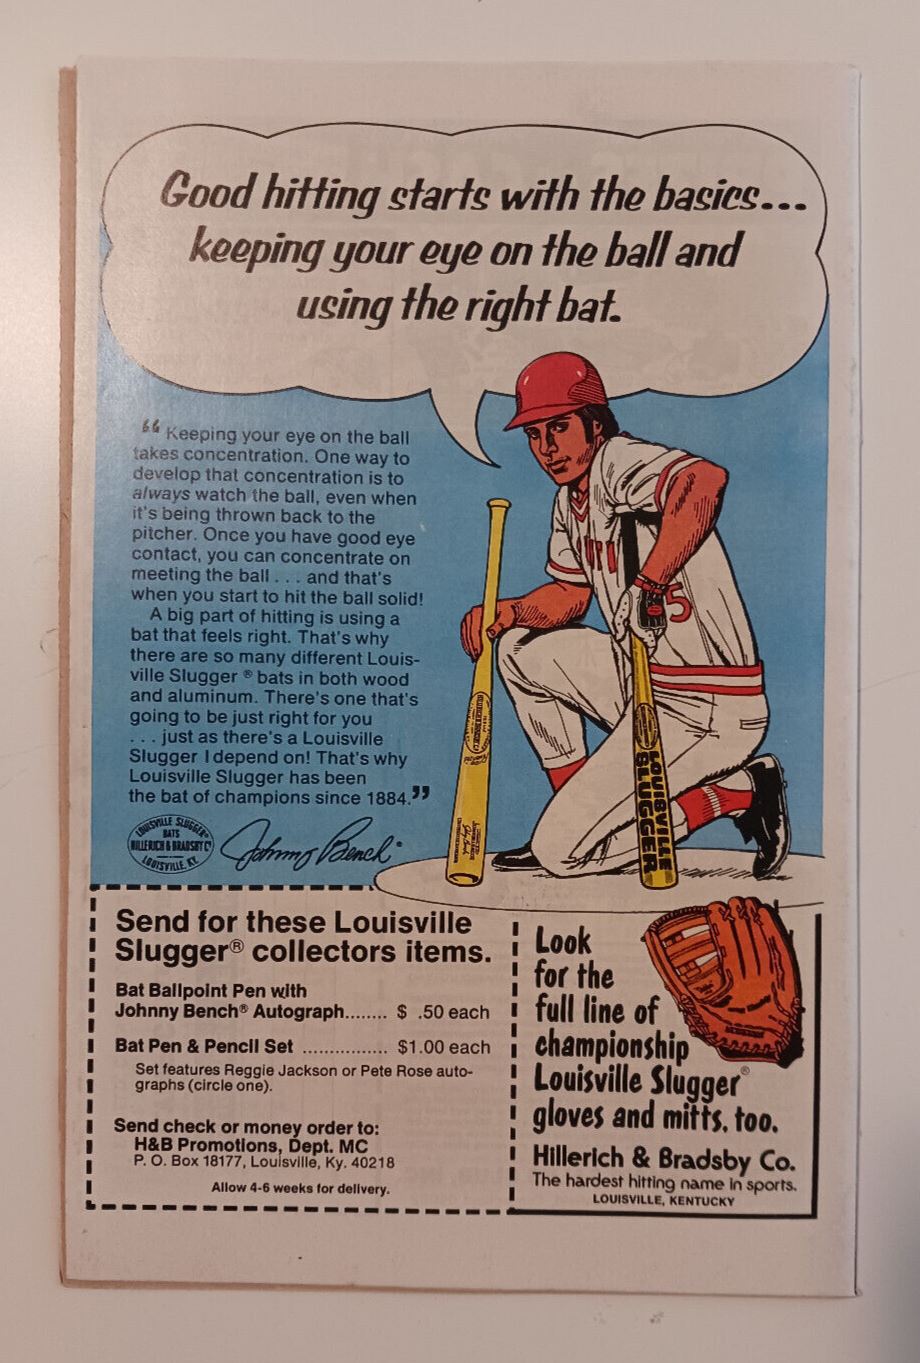 Good hitting starts with the basics...
keeping your eye on the ball and
using the right bat.
“Keeping your eye on the ball
takes concentration. One way to
develop that concentration is to
always watch the ball, even when
it's being thrown back to the
pitcher. Once you have good eye
contact, you can concentrate on
meeting the ball . . . and that's
when you start to hit the ball solid!
A big part of hitting is using a
bat that feels right. That's why
there are so many different Louis-
ville Slugger® bats in both wood
and aluminum. There's one that's
going to be just right for you
. . . just as there's a Louisville
Slugger I depend on! That's why
Louisville Slugger has been
the bat of champions since 1884.”
LOUISVILLE SLUGGER®
BATS
HILLERICH & BRADSBY Co
LOUISVILLE, KY.
Johnny Bench®
5
LOUISVILLE
SLUGGER
Send for these Louisville
Slugger® collectors items.
Bat Ballpoint Pen with
Johnny Bench® Autograph........ $ .50 each
Bat Pen & Pencil Set ................ $1.00 each
Set features Reggie Jackson or Pete Rose auto-
graphs (circle one).
Send check or money order to:
H&B Promotions, Dept. MC
P. O. Box 18177, Louisville, Ky. 40218
Allow 4-6 weeks for delivery.
Look
for the
full line of
championship
Louisville Slugger®
gloves and mitts, too.
Hillerich & Bradsby Co.
The hardest hitting name in sports.
LOUISVILLE, KENTUCKY